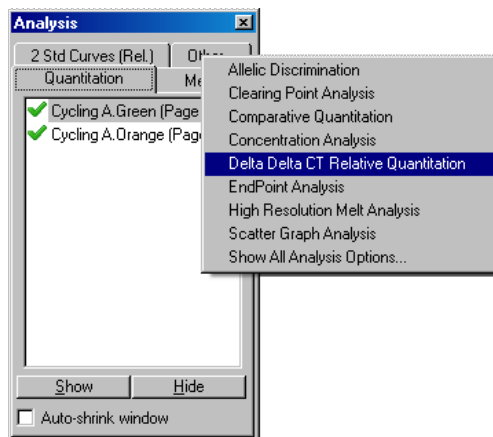 Analysis
2 Std Curves (Rel.)
Other
Quantitation
Cycling A.Green (Page
Cycling A.Orange (Pag
Allelic Discrimination
Clearing Point Analysis
Comparative Quantitation
Concentration Analysis
Delta Delta CT Relative Quantitation
EndPoint Analysis
High Resolution Melt Analysis
Scatter Graph Analysis
Show All Analysis Options...
Show
Hide
Auto-shrink window